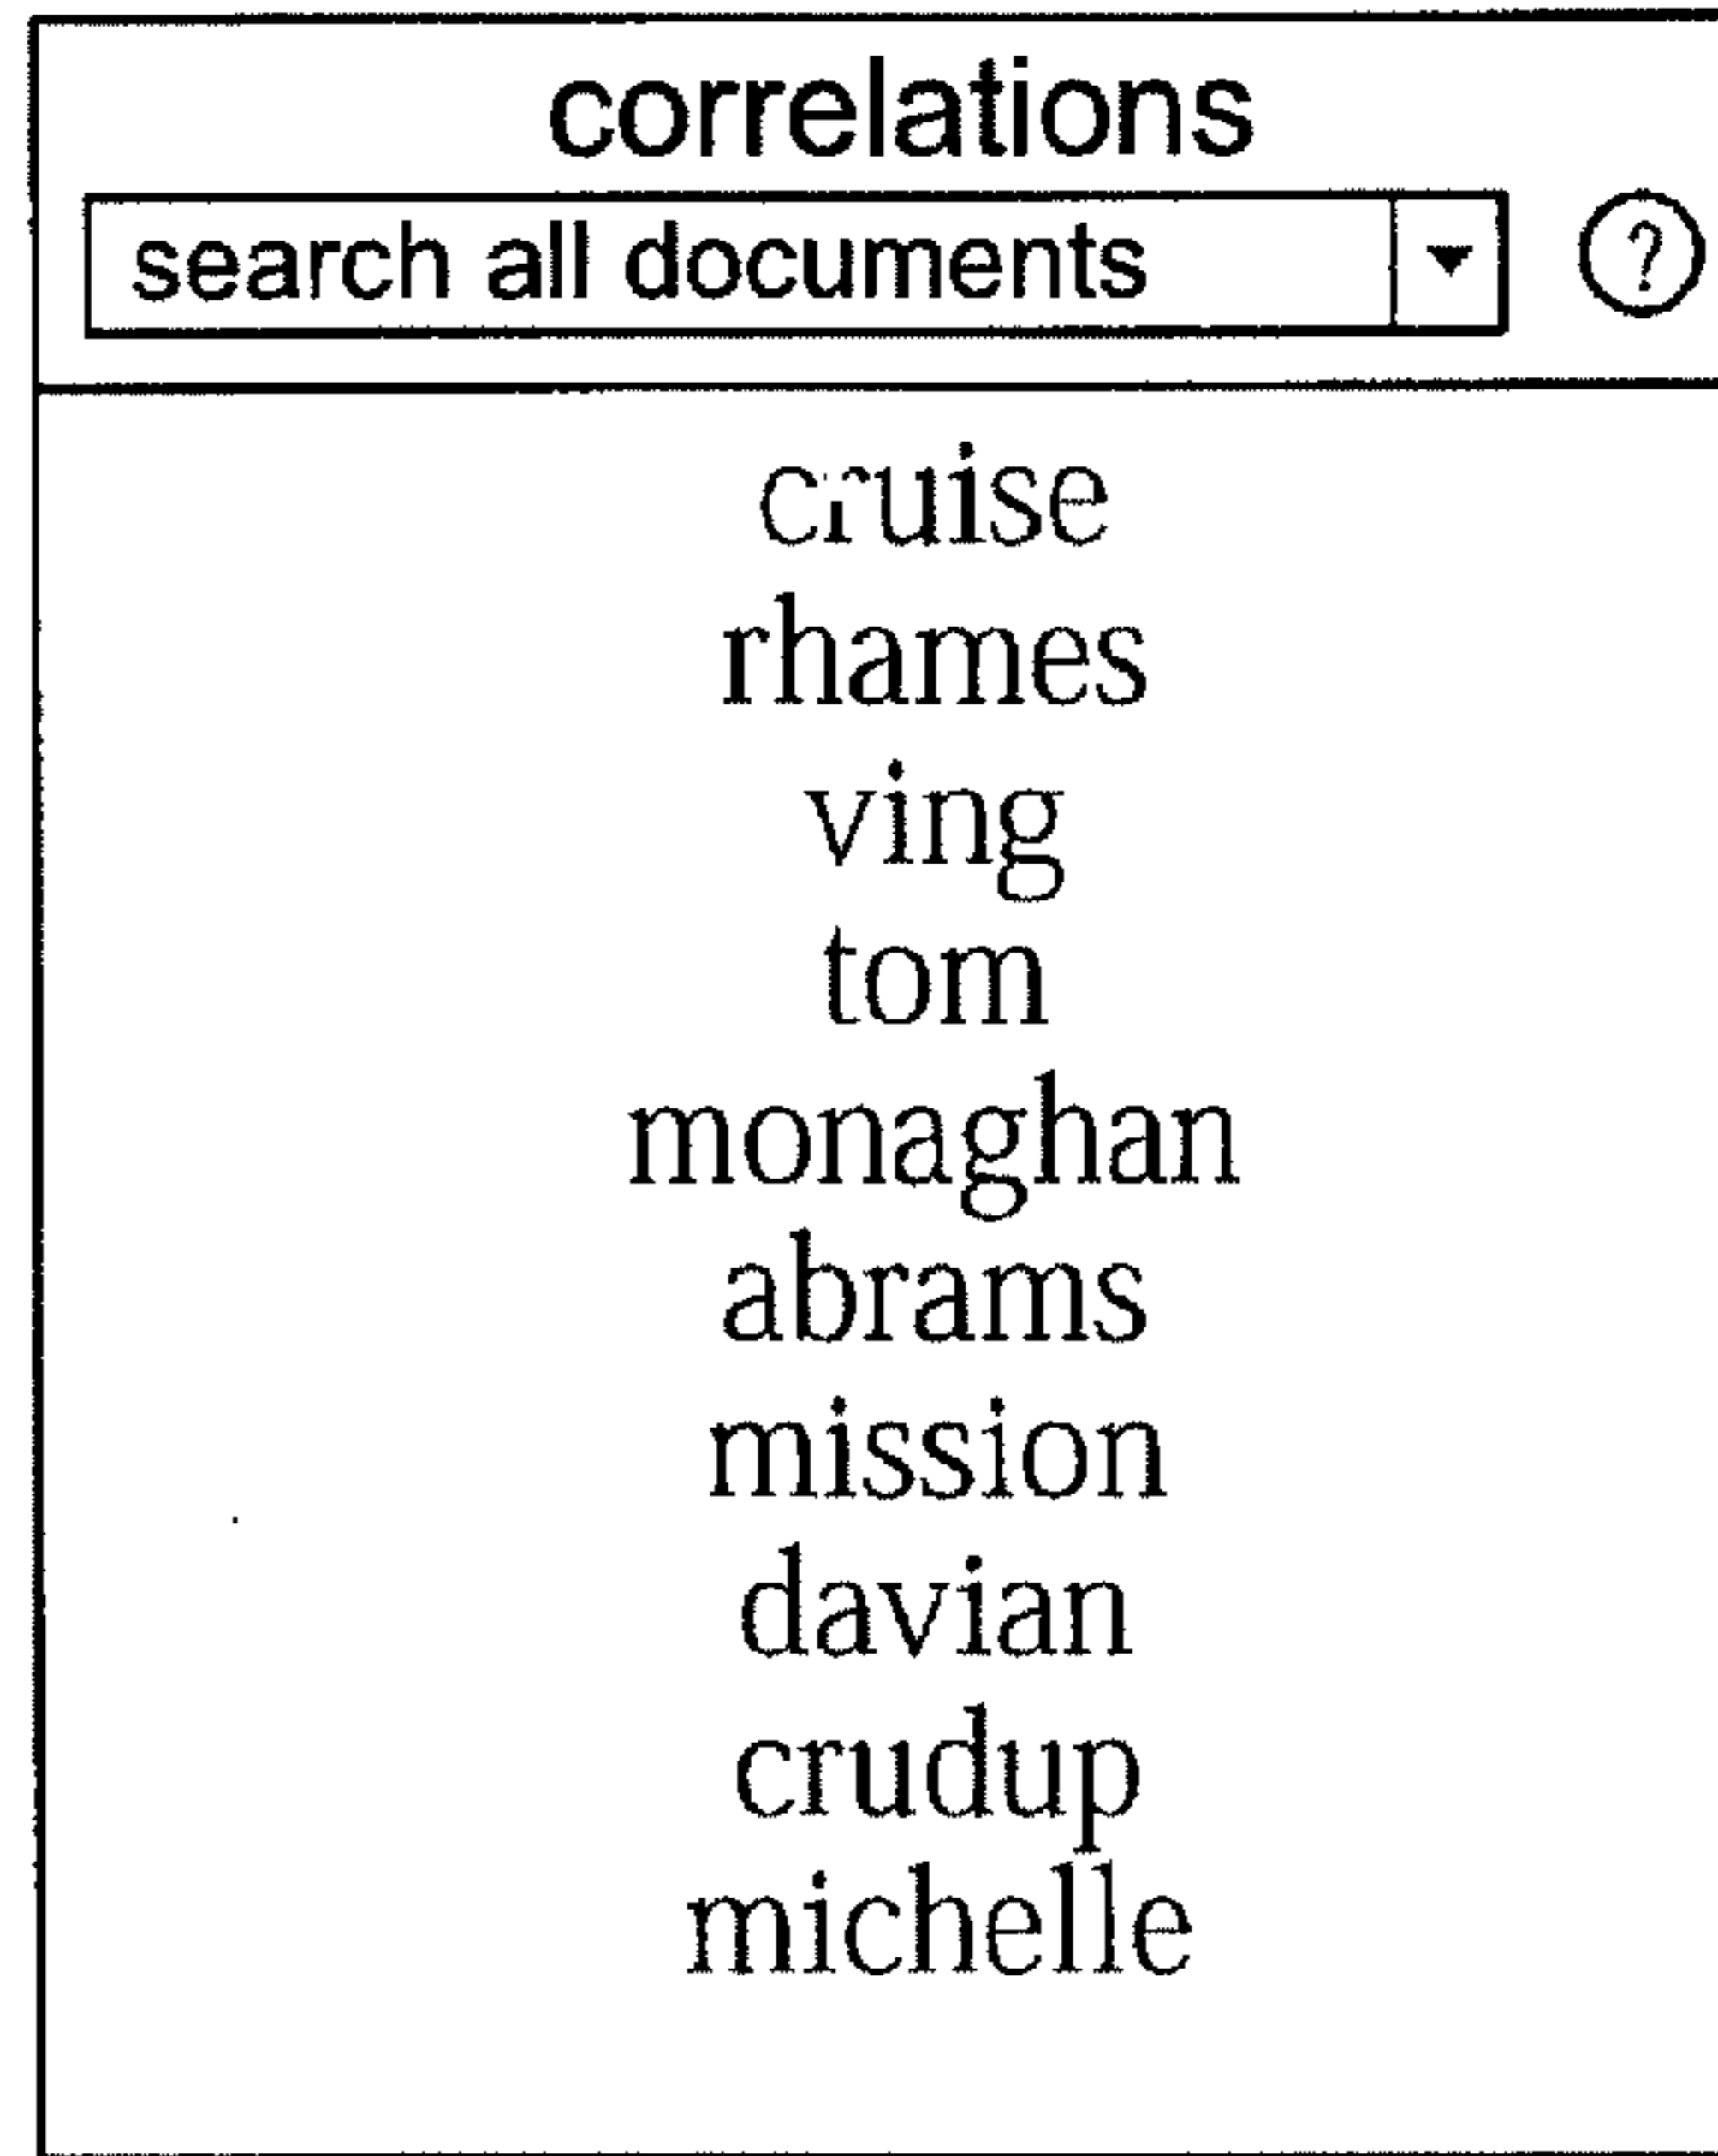 correlations
search all documents ?
cruise
rhames
ving
tom
monaghan
abrams
mission
davian
crudup
michelle